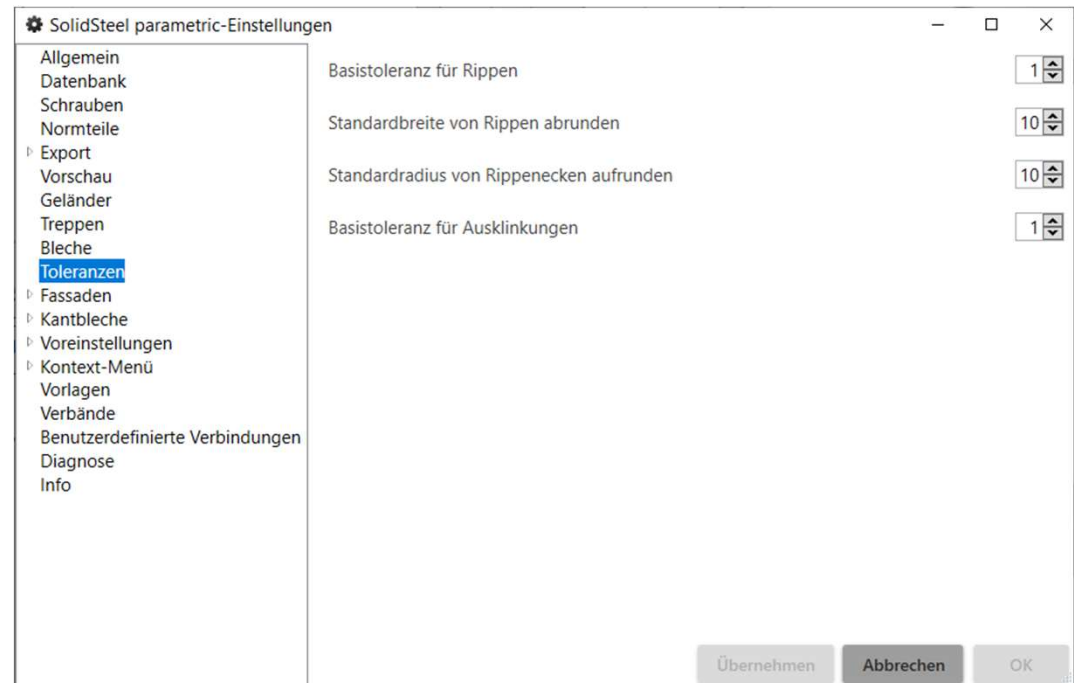 SolidSteel parametric-Einstellungen
Allgemein
Datenbank
Schrauben
Normteile
Export
Vorschau
Geländer
Treppen
Bleche
Toleranzen
Fassaden
Kantbleche
Voreinstellungen
Kontext-Menü
Vorlagen
Verbände
Benutzerdefinierte Verbindungen
Diagnose
Info
Basistoleranz für Rippen 1
Standardbreite von Rippen abrunden 10
Standardradius von Rippenecken aufrunden 10
Basistoleranz für Ausklinkungen 1
Übernehmen Abbrechen OK